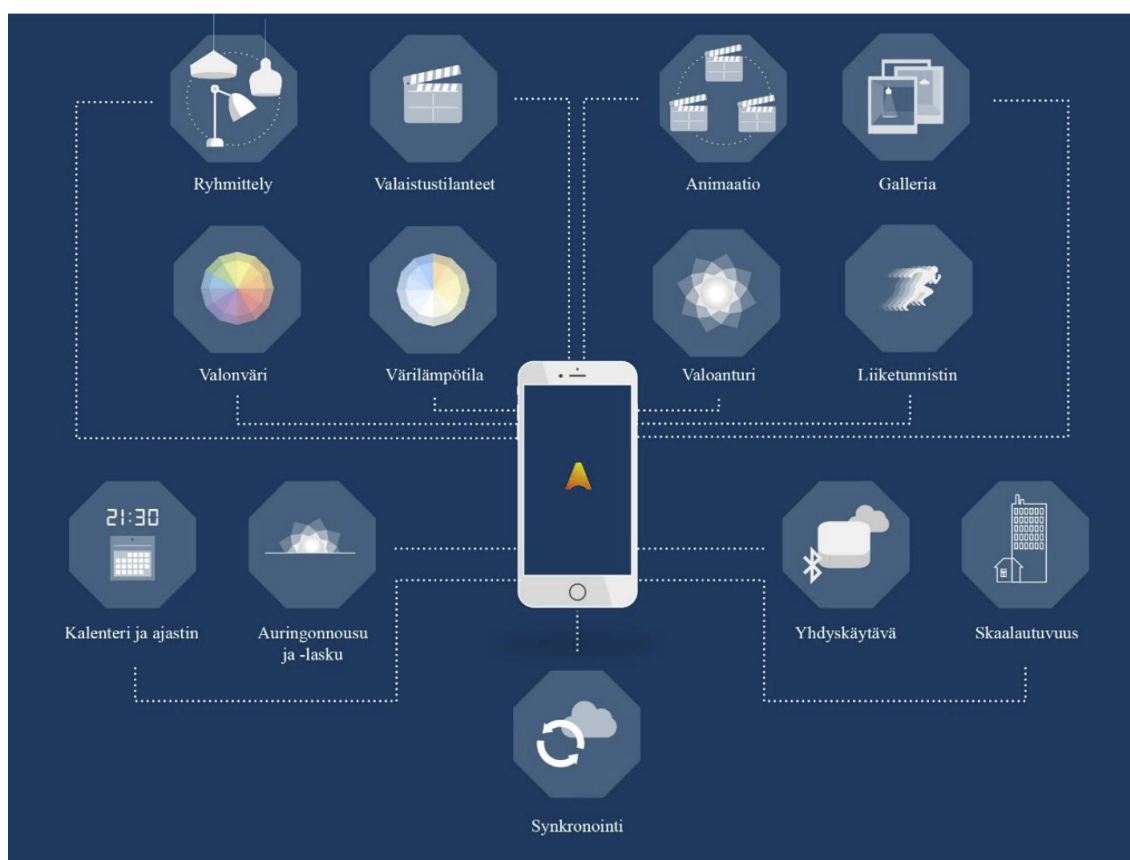 Ryhmittely
Valaistustilanteet
Animaatio
Galleria
Valonväri
Värilämpötila
Valoanturi
Liiketunnistin
21:30
Kalenteri ja ajastin
Auringonnousu
ja -lasku
Yhdyskäytävä
Skaalautuvuus
Synkronointi